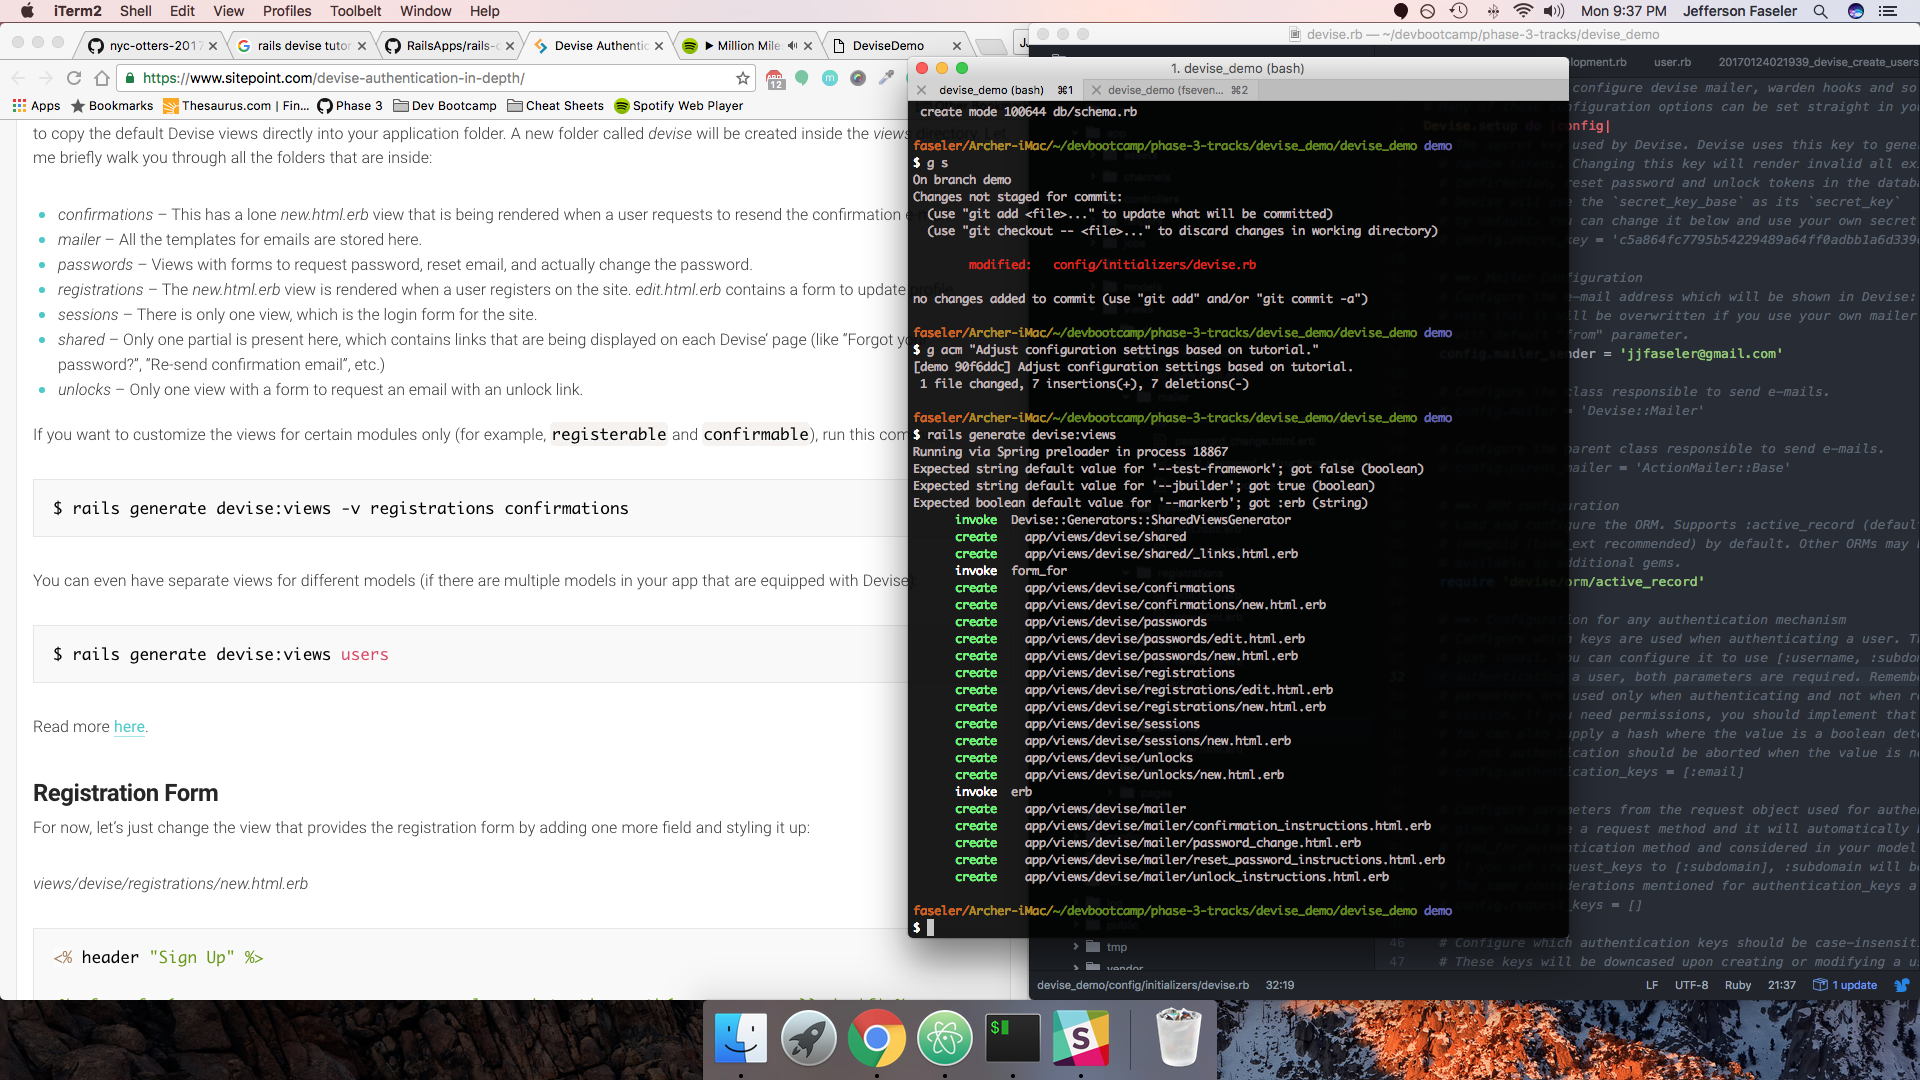 iTerm2 Shell Edit View Profiles Toolbelt Window Help
Mon 9:37 PM Jefferson Faseler
nyc-otters-2017
rails devise tutor
RailsApps/rails-c
Devise Authentic
Million Mile
DeviseDemo
https://www.sitepoint.com/devise-authentication-in-depth/
12
Apps Bookmarks Thesaurus.com | Fin... Phase 3 Dev Bootcamp Cheat Sheets Spotify Web Player
to copy the default Devise views directly into your application folder. A new folder called devise will be created inside the views directory. Let
me briefly walk you through all the folders that are inside:
confirmations – This has a lone new.html.erb view that is being rendered when a user requests to resend the confirmation e-
mailer – All the templates for emails are stored here.
passwords – Views with forms to request password, reset email, and actually change the password.
registrations – The new.html.erb view is rendered when a user registers on the site. edit.html.erb contains a form to update profile
sessions – There is only one view, which is the login form for the site.
shared – Only one partial is present here, which contains links that are being displayed on each Devise' page (like "Forgot yo
password?", "Re-send confirmation email", etc.)
unlocks – Only one view with a form to request an email with an unlock link.
If you want to customize the views for certain modules only (for example, registerable and confirmable), run this com
$ rails generate devise:views -v registrations confirmations
You can even have separate views for different models (if there are multiple models in your app that are equipped with Devise)
$ rails generate devise:views users
Read more here.
Registration Form
For now, let's just change the view that provides the registration form by adding one more field and styling it up:
views/devise/registrations/new.html.erb
<% header "Sign Up" %>
1. devise_demo (bash)
devise_demo (bash) ⌘1 devise_demo (fseven... ⌘2
create mode 100644 db/schema.rb
faseler/Archer-iMac/~/devbootcamp/phase-3-tracks/devise_demo/devise_demo demo
$ g s
On branch demo
Changes not staged for commit:
(use "git add <file>..." to update what will be committed)
(use "git checkout -- <file>..." to discard changes in working directory)
modified: config/initializers/devise.rb
no changes added to commit (use "git add" and/or "git commit -a")
faseler/Archer-iMac/~/devbootcamp/phase-3-tracks/devise_demo/devise_demo demo
$ g acm "Adjust configuration settings based on tutorial."
[demo 90f6ddc] Adjust configuration settings based on tutorial.
1 file changed, 7 insertions(+), 7 deletions(-)
faseler/Archer-iMac/~/devbootcamp/phase-3-tracks/devise_demo/devise_demo demo
$ rails generate devise:views
Running via Spring preloader in process 18867
Expected string default value for '--test-framework'; got false (boolean)
Expected string default value for '--jbuilder'; got true (boolean)
Expected boolean default value for '--markerb'; got :erb (string)
invoke Devise::Generators::SharedViewsGenerator
create app/views/devise/shared
create app/views/devise/shared/_links.html.erb
invoke form_for
create app/views/devise/confirmations
create app/views/devise/confirmations/new.html.erb
create app/views/devise/passwords
create app/views/devise/passwords/edit.html.erb
create app/views/devise/passwords/new.html.erb
create app/views/devise/registrations
create app/views/devise/registrations/edit.html.erb
create app/views/devise/registrations/new.html.erb
create app/views/devise/sessions
create app/views/devise/sessions/new.html.erb
create app/views/devise/unlocks
create app/views/devise/unlocks/new.html.erb
invoke erb
create app/views/devise/mailer
create app/views/devise/mailer/confirmation_instructions.html.erb
create app/views/devise/mailer/password_change.html.erb
create app/views/devise/mailer/reset_password_instructions.html.erb
create app/views/devise/mailer/unlock_instructions.html.erb
faseler/Archer-iMac/~/devbootcamp/phase-3-tracks/devise_demo/devise_demo demo
$
devise.rb — ~/devbootcamp/phase-3-tracks/devise_demo
lopment.rb user.rb 20170124021939_devise_create_users
configure devise mailer, warden hooks and so
figuration options can be set straight in you
Devise.setup do |config|
used by Devise. Devise uses this key to gene
Changing this key will render invalid all ex
reset password and unlock tokens in the datab
the `secret_key_base` as its `secret_key`
can change it below and use your own secret
key = 'c5a864fc7795b54229489a64ff0adbb1a6d339
Configuration
e-mail address which will be shown in Devise:
be overwritten if you use your own mailer
"from" parameter.
config.mailer_sender = 'jjfaseler@gmail.com'
class responsible to send e-mails.
= 'Devise::Mailer'
parent class responsible to send e-mails.
mailer = 'ActionMailer::Base'
configure the ORM. Supports :active_record (defaul
ext recommended) by default. Other ORMs may
additional gems.
require 'devise/orm/active_record'
for any authentication mechanism
keys are used when authenticating a user. Th
can configure it to use [:username, :subdom
a user, both parameters are required. Remembe
used only when authenticating and not when re
need permissions, you should implement that
supply a hash where the value is a boolean det
authentication should be aborted when the value is no
authentication_keys = [:email]
parameters from the request object used for authen
a request method and it will automatically
method and considered in your model
request_keys to [:subdomain], :subdomain will be
mentioned for authentication_keys a
keys = []
46 # Configure which authentication keys should be case-insensit
47 # These keys will be downcased upon creating or modifying a us
tmp
vendor
devise_demo/config/initializers/devise.rb 32:19 LF UTF-8 Ruby 21:37 1 update
$
S